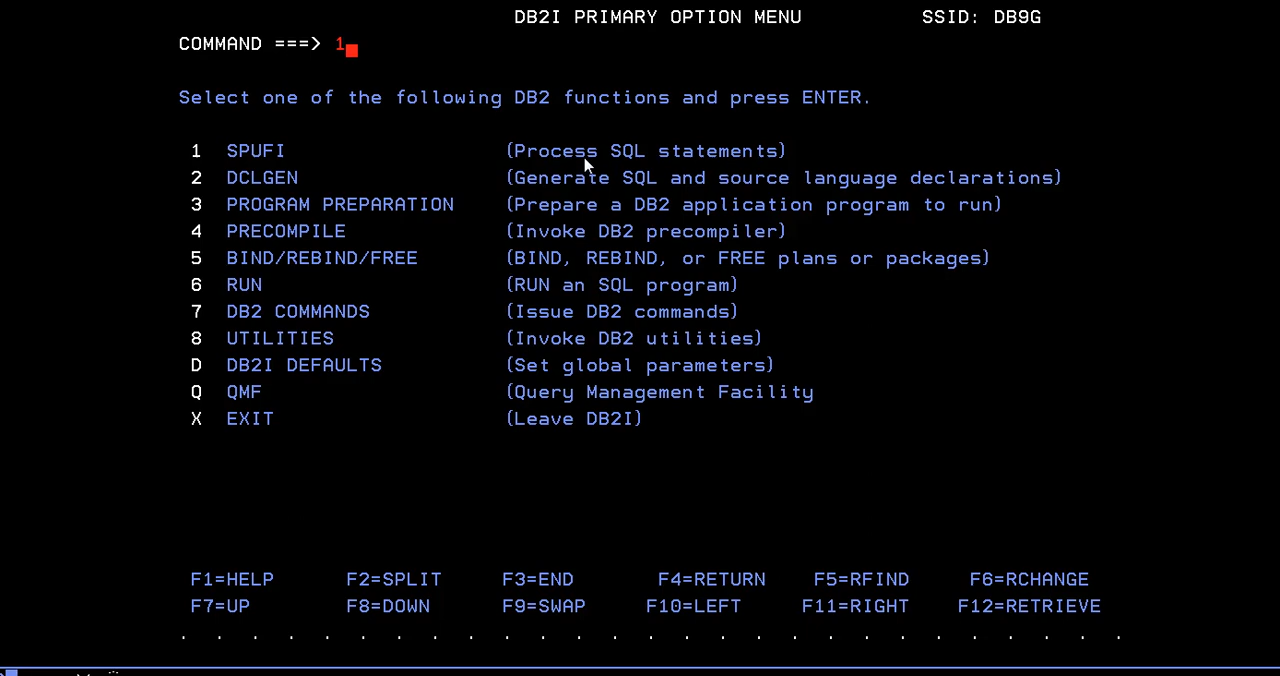 DB2I PRIMARY OPTION MENU SSID: DB9G
COMMAND ===> 1
Select one of the following DB2 functions and press ENTER.
1 SPUFI (Process SQL statements)
2 DCLGEN (Generate SQL and source language declarations)
3 PROGRAM PREPARATION (Prepare a DB2 application program to run)
4 PRECOMPILE (Invoke DB2 precompiler)
5 BIND/REBIND/FREE (BIND, REBIND, or FREE plans or packages)
6 RUN (RUN an SQL program)
7 DB2 COMMANDS (Issue DB2 commands)
8 UTILITIES (Invoke DB2 utilities)
D DB2I DEFAULTS (Set global parameters)
Q QMF (Query Management Facility
X EXIT (Leave DB2I)
F1=HELP F2=SPLIT F3=END F4=RETURN F5=RFIND F6=RCHANGE
F7=UP F8=DOWN F9=SWAP F10=LEFT F11=RIGHT F12=RETRIEVE
. . . . . . . . . . . . . . . . . . . . . . . . . . .